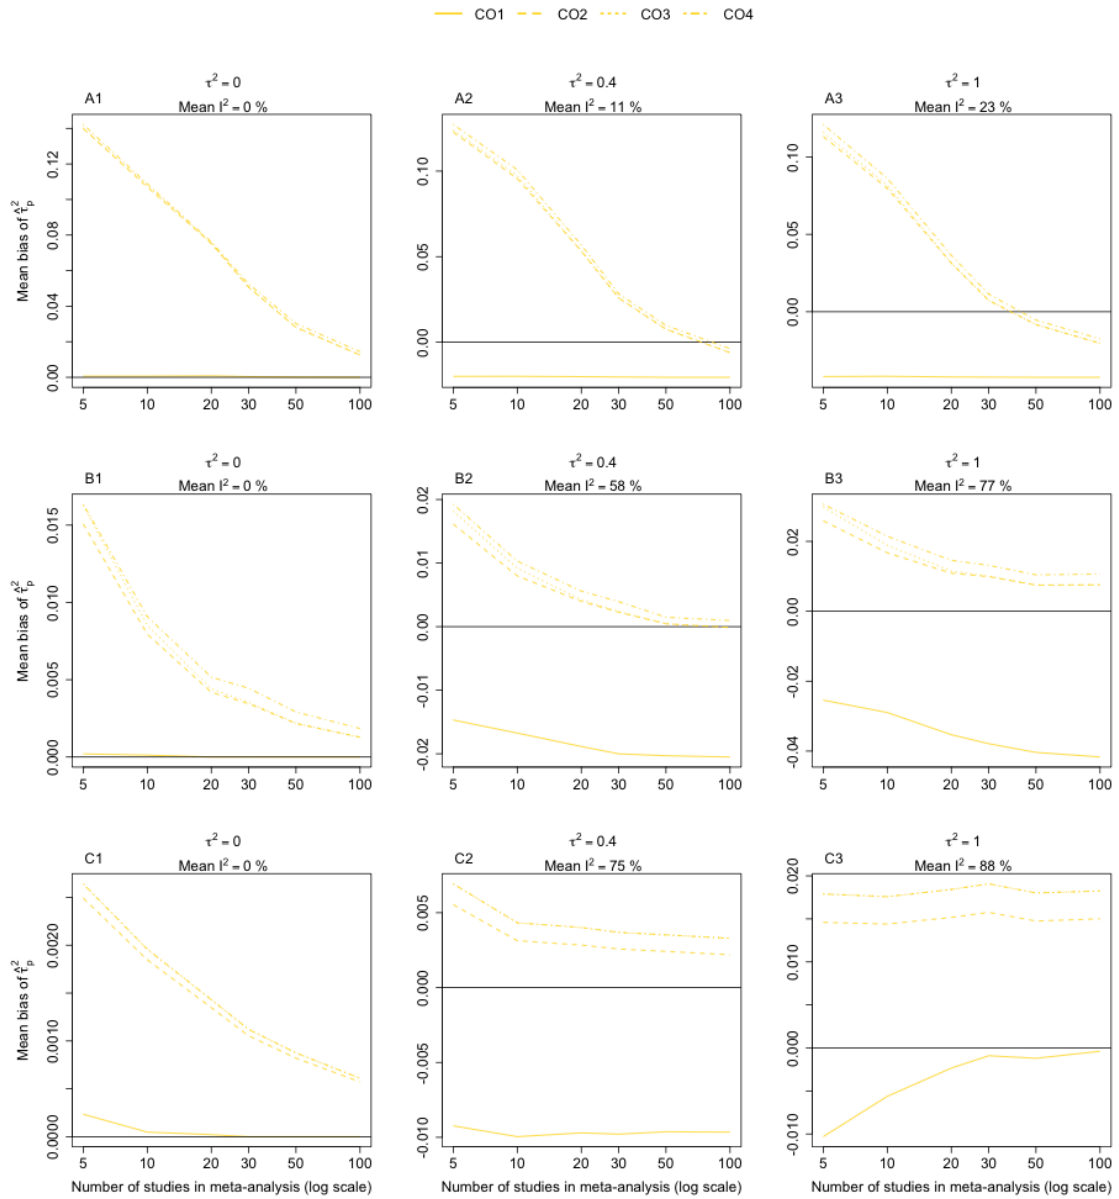 CO1 CO2 CO3 CO4
τ² = 0
A1 Mean I² = 0 %
τ² = 0.4
A2 Mean I² = 11 %
τ² = 1
A3 Mean I² = 23 %
Mean bias of τ̂²ₚ
0.00 0.04 0.08 0.12
0.00 0.05 0.10
0.00 0.05 0.10
5 10 20 30 50 100
5 10 20 30 50 100
5 10 20 30 50 100
τ² = 0
B1 Mean I² = 0 %
τ² = 0.4
B2 Mean I² = 58 %
τ² = 1
B3 Mean I² = 77 %
Mean bias of τ̂²ₚ
0.000 0.005 0.010 0.015
-0.02 -0.01 0.00 0.01 0.02
-0.04 -0.02 0.00 0.02
5 10 20 30 50 100
5 10 20 30 50 100
5 10 20 30 50 100
τ² = 0
C1 Mean I² = 0 %
τ² = 0.4
C2 Mean I² = 75 %
τ² = 1
C3 Mean I² = 88 %
Mean bias of τ̂²ₚ
0.0000 0.0010 0.0020
-0.010 -0.005 0.000 0.005
-0.010 0.000 0.010 0.020
5 10 20 30 50 100
5 10 20 30 50 100
5 10 20 30 50 100
Number of studies in meta-analysis (log scale)
Number of studies in meta-analysis (log scale)
Number of studies in meta-analysis (log scale)